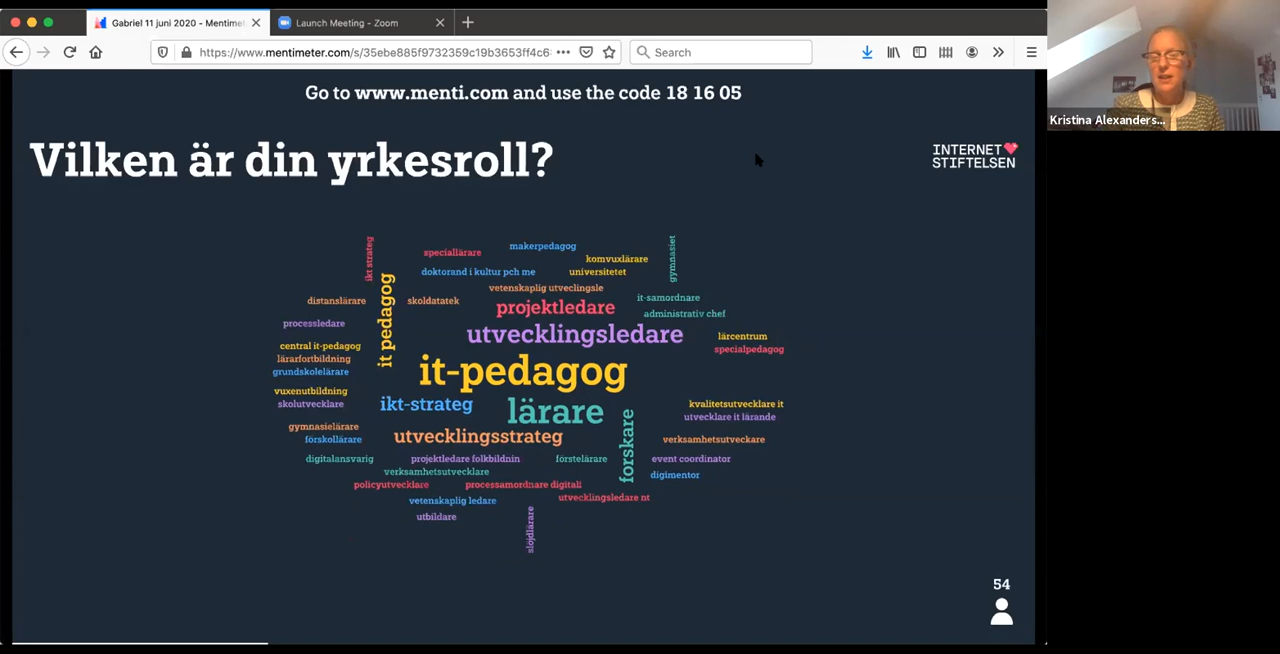 Gabriel 11 juni 2020 - Mentime
Launch Meeting - Zoom
https://www.mentimeter.com/s/35ebe885f9732359c19b3653ff4c6
Search
Kristina Alexanders...
Go to www.menti.com and use the code 18 16 05
Vilken är din yrkesroll?
INTERNET
STIFTELSEN
ikt strateg
speciallärare
makerpedagog
komvuxlärare
gymnasiet
doktorand i kultur pch me
universitetet
it pedagog
vetenskaplig utveclingsle
distanslärare
skoldatatek
projektledare
it-samordnare
administrativ chef
processledare
utvecklingsledare
lärcentrum
central it-pedagog
specialpedagog
lärarfortbildning
grundskolelärare
it-pedagog
vuxenutbildning
skolutvecklare
ikt-strateg
lärare
kvalitetsutvecklare it
utvecklare it lärande
gymnasielärare
förskollärare
utvecklingsstrateg
forskare
verksamhetsutveckare
digitalansvarig
projektledare folkbildnin
förstelärare
event coordinator
verksamhetsutvecklare
digimentor
policyutvecklare
processamordnare digitali
vetenskaplig ledare
utvecklingsledare nt
utbildare
slöjdlärare
54